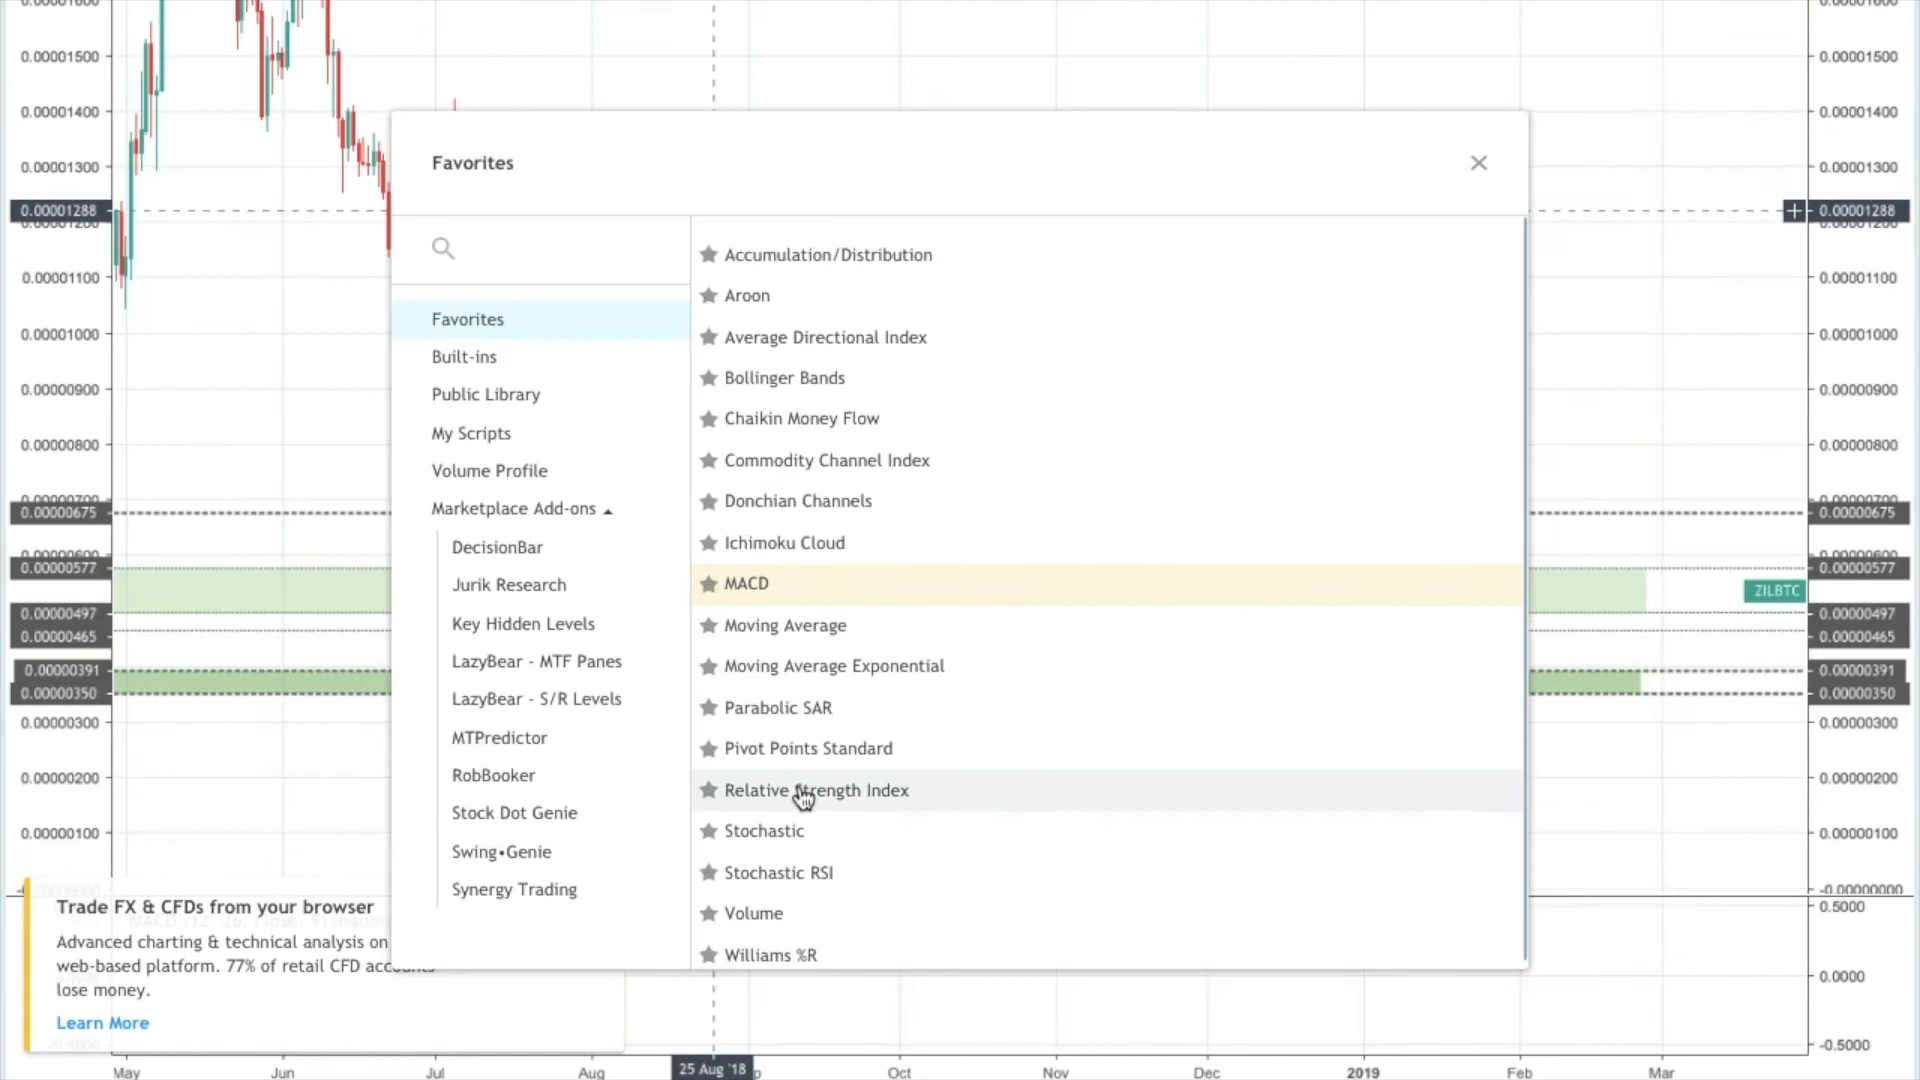 0.00001500
0.00001400
0.00001300
0.00001288
0.00001100
0.00001000
0.00000900
0.00000800
0.00000675
0.00000577
0.00000497
0.00000465
0.00000391
0.00000350
0.00000300
0.00000200
0.00000100
Favorites
Favorites
Built-ins
Public Library
My Scripts
Volume Profile
Marketplace Add-ons
DecisionBar
Jurik Research
Key Hidden Levels
LazyBear - MTF Panes
LazyBear - S/R Levels
MTPredictor
RobBooker
Stock Dot Genie
Swing•Genie
Synergy Trading
Accumulation/Distribution
Aroon
Average Directional Index
Bollinger Bands
Chaikin Money Flow
Commodity Channel Index
Donchian Channels
Ichimoku Cloud
MACD
Moving Average
Moving Average Exponential
Parabolic SAR
Pivot Points Standard
Relative Strength Index
Stochastic
Stochastic RSI
Volume
Williams %R
0.00001500
0.00001400
0.00001300
0.00001288
0.00001100
0.00001000
0.00000900
0.00000800
0.00000675
0.00000577
ZILBTC
0.00000497
0.00000465
0.00000391
0.00000350
0.00000300
0.00000200
0.00000100
-0.00000000
0.5000
0.0000
-0.5000
Trade FX & CFDs from your browser
Advanced charting & technical analysis on
web-based platform. 77% of retail CFD accounts
lose money.
Learn More
May Jun Jul Aug 25 Aug '18 Oct Nov Dec 2019 Feb Mar